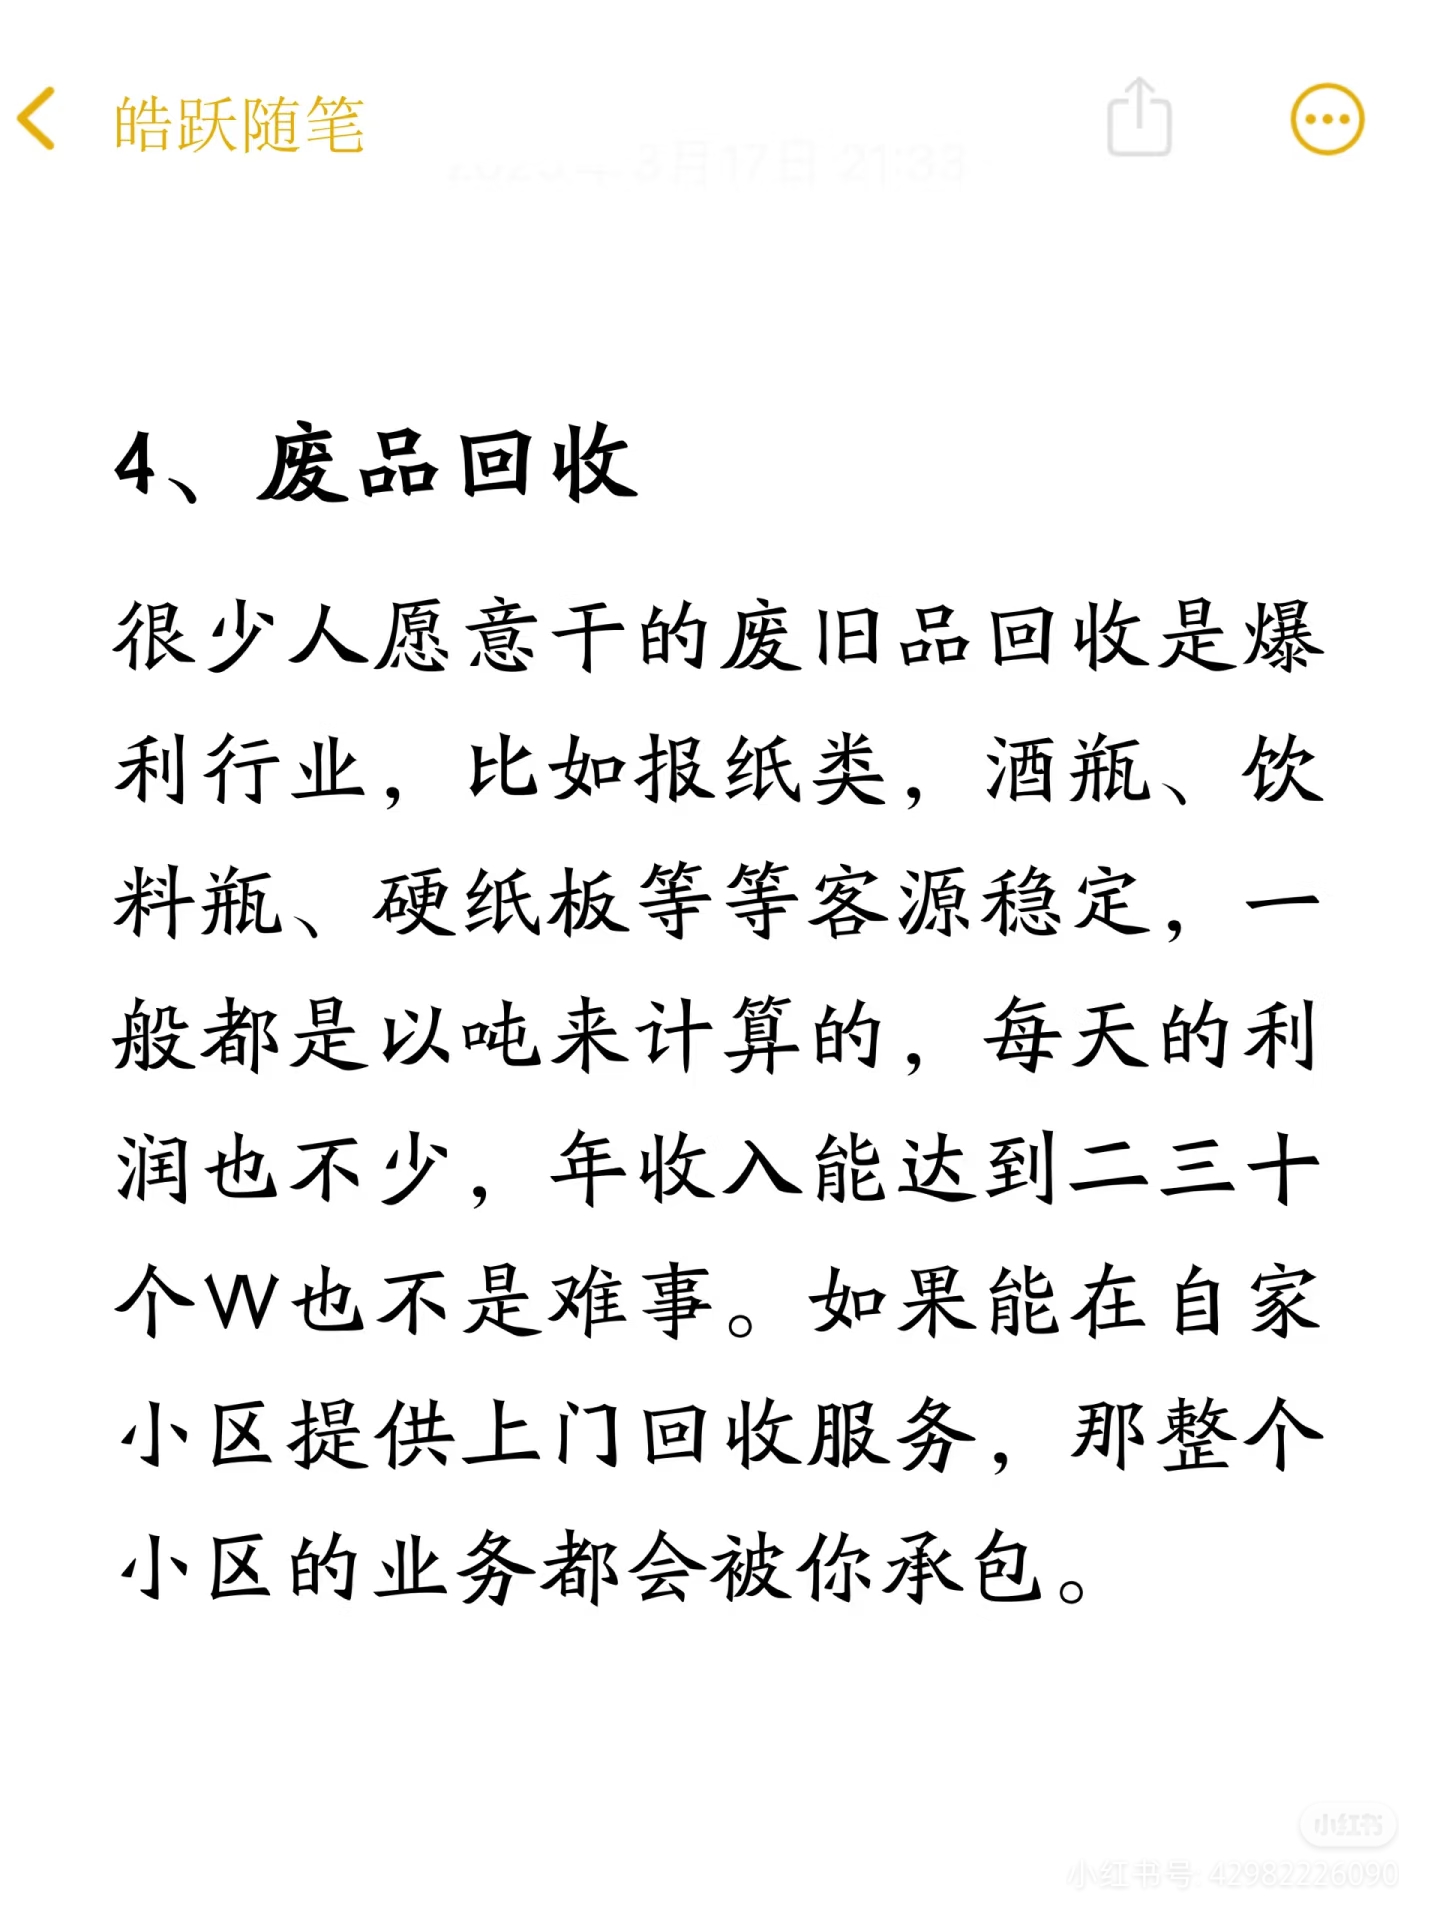 皓跃随笔
3月17日 21:33
4、废品回收
很少人愿意干的废旧品回收是爆
利行业，比如报纸类，酒瓶、饮
料瓶、硬纸板等等客源稳定，一
般都是以吨来计算的，每天的利
润也不少，年收入能达到二三十
个W也不是难事。如果能在自家
小区提供上门回收服务，那整个
小区的业务都会被你承包。
小红书
小红书号: 42982226090